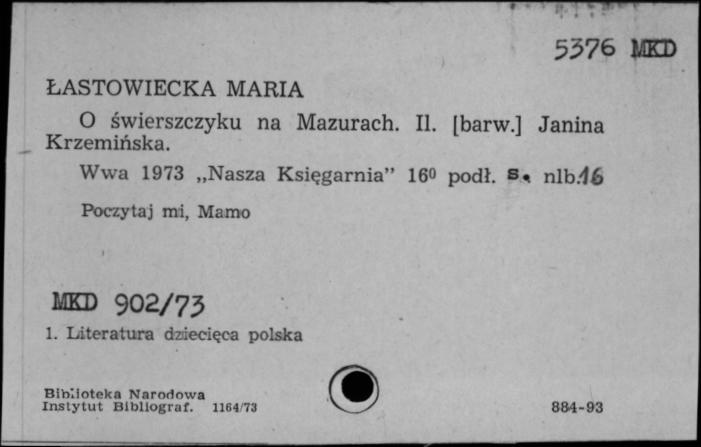 5376 MKD
ŁASTOWIECKA MARIA
O świerszczyku na Mazurach. Il. [barw.] Janina
Krzemińska.
Wwa 1973 „Nasza Księgarnia” 16⁰ podł. s. nlb.16
Poczytaj mi, Mamo
MKD 902/73
1. Literatura dziecięca polska
Biblioteka Narodowa
Instytut Bibliograf. 1164/73
884-93